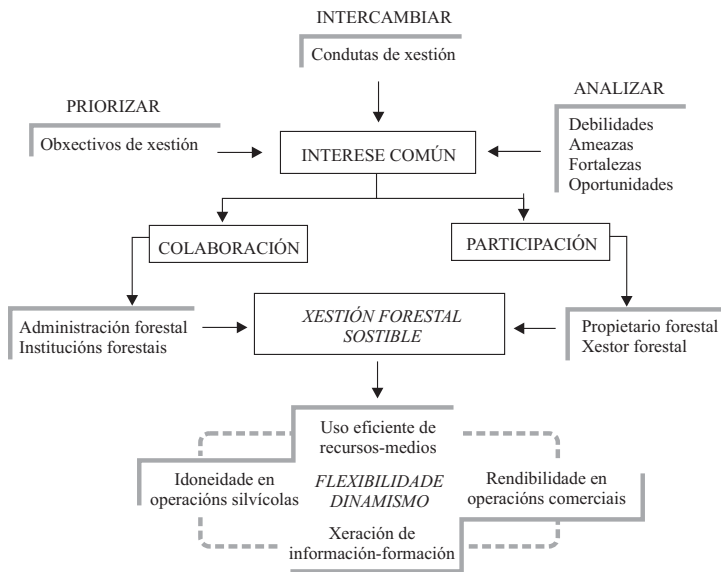 INTERCAMBIAR
Condutas de xestión
PRIORIZAR
Obxectivos de xestión
ANALIZAR
Debilidades
Ameazas
Fortalezas
Oportunidades
INTERESE COMÚN
COLABORACIÓN
PARTICIPACIÓN
Administración forestal
Institucións forestais
XESTIÓN FORESTAL
SOSTIBLE
Propietario forestal
Xestor forestal
Uso eficiente de
recursos-medios
Idoneidade en
operacións silvícolas
FLEXIBILIDADE
DINAMISMO
Rendibilidade en
operacións comerciais
Xeración de
información-formación